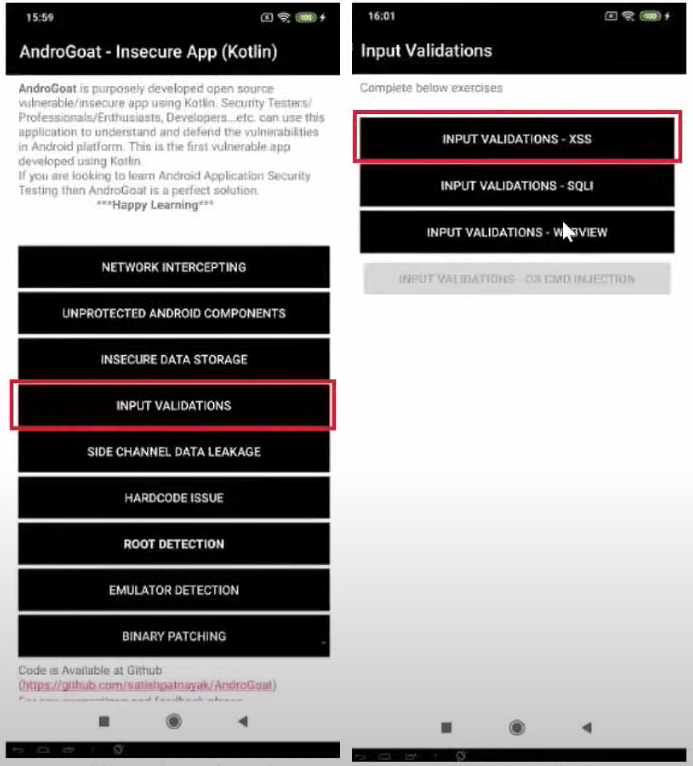 15:59
AndroGoat - Insecure App (Kotlin)
AndroGoat is purposely developed open source
vulnerable/insecure app using Kotlin. Security Testers/
Professionals/Enthusiasts, Developers...etc. can use this
application to understand and defend the vulnerabilities
in Android platform. This is the first vulnerable app
developed using Kotlin.
If you are looking to learn Android Application Security
Testing then AndroGoat is a perfect solution.
***Happy Learning***
NETWORK INTERCEPTING
UNPROTECTED ANDROID COMPONENTS
INSECURE DATA STORAGE
INPUT VALIDATIONS
SIDE CHANNEL DATA LEAKAGE
HARDCODE ISSUE
ROOT DETECTION
EMULATOR DETECTION
BINARY PATCHING
Code is Available at Github
(https://github.com/satishpatnayak/AndroGoat)
16:01
Input Validations
Complete below exercises
INPUT VALIDATIONS - XSS
INPUT VALIDATIONS - SQLI
INPUT VALIDATIONS - WEBVIEW
INPUT VALIDATIONS - OS CMD INJECTION